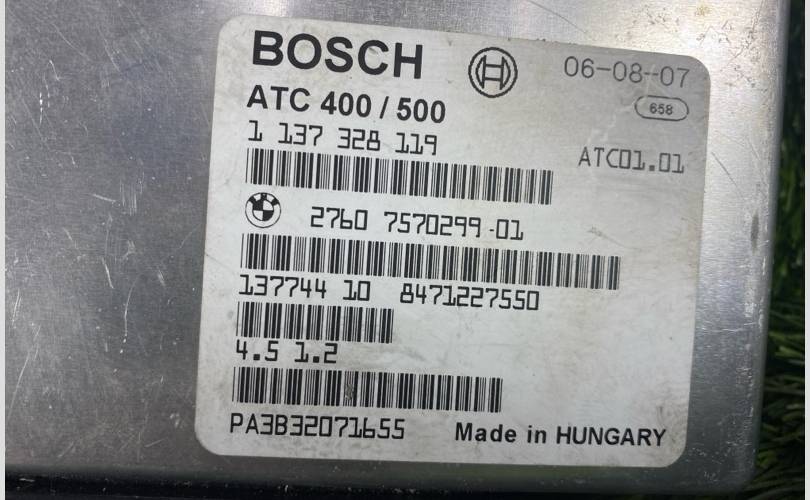 BOSCH
06-08-07
658
ATC 400 / 500
1 137 328 119
ATC01.01
2760 7570299-01
137744 10 8471227550
4.5 1.2
PA3B32071655
Made in HUNGARY